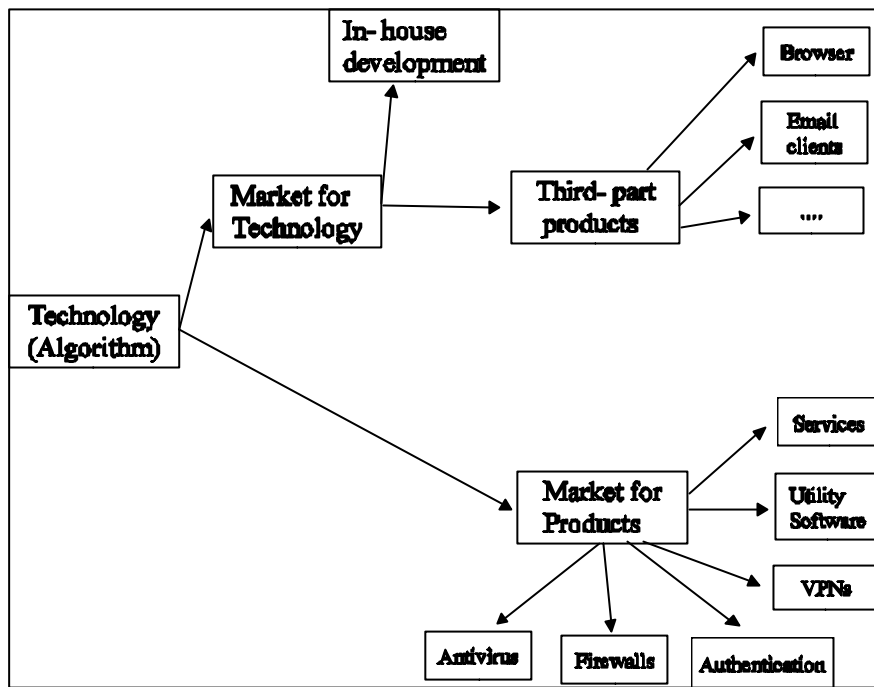 In- house
development
Browser
Email
clients
Market for
Technology
Third- part
products
....
Technology
(Algorithm)
Services
Market for
Products
Utility
Software
VPNs
Antivirus
Firewalls
Authentication